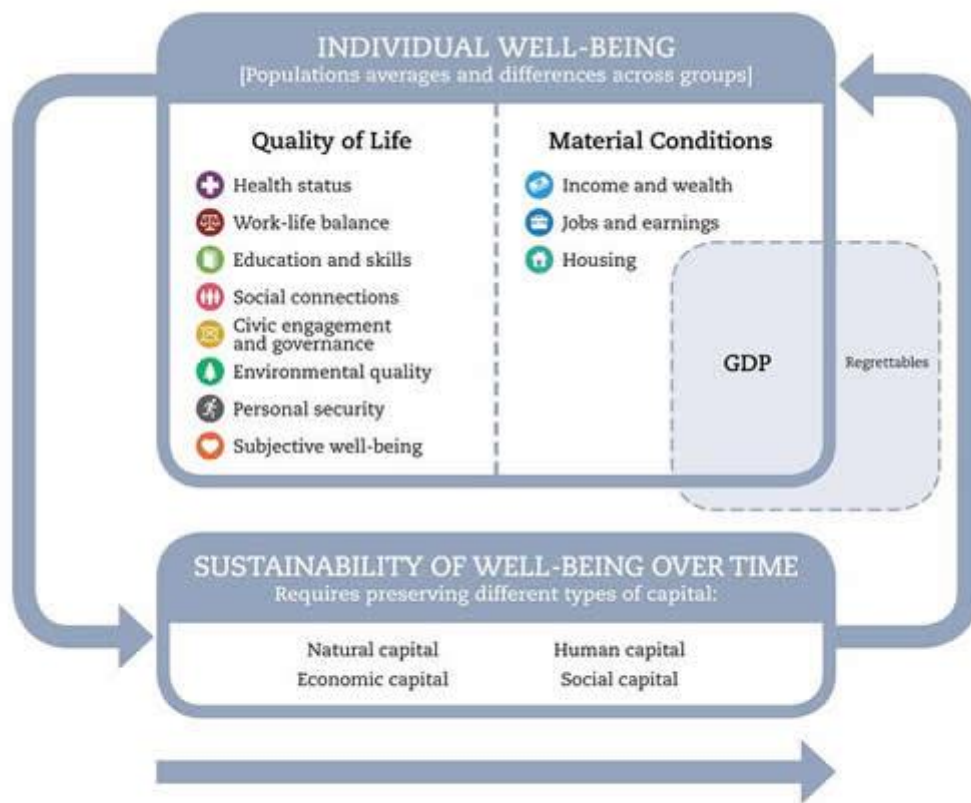 INDIVIDUAL WELL-BEING
[Populations averages and differences across groups]
Quality of Life
Health status
Work-life balance
Education and skills
Social connections
Civic engagement
and governance
Environmental quality
Personal security
Subjective well-being
Material Conditions
Income and wealth
Jobs and earnings
Housing
GDP
Regrettables
SUSTAINABILITY OF WELL-BEING OVER TIME
Requires preserving different types of capital:
Natural capital
Human capital
Economic capital
Social capital